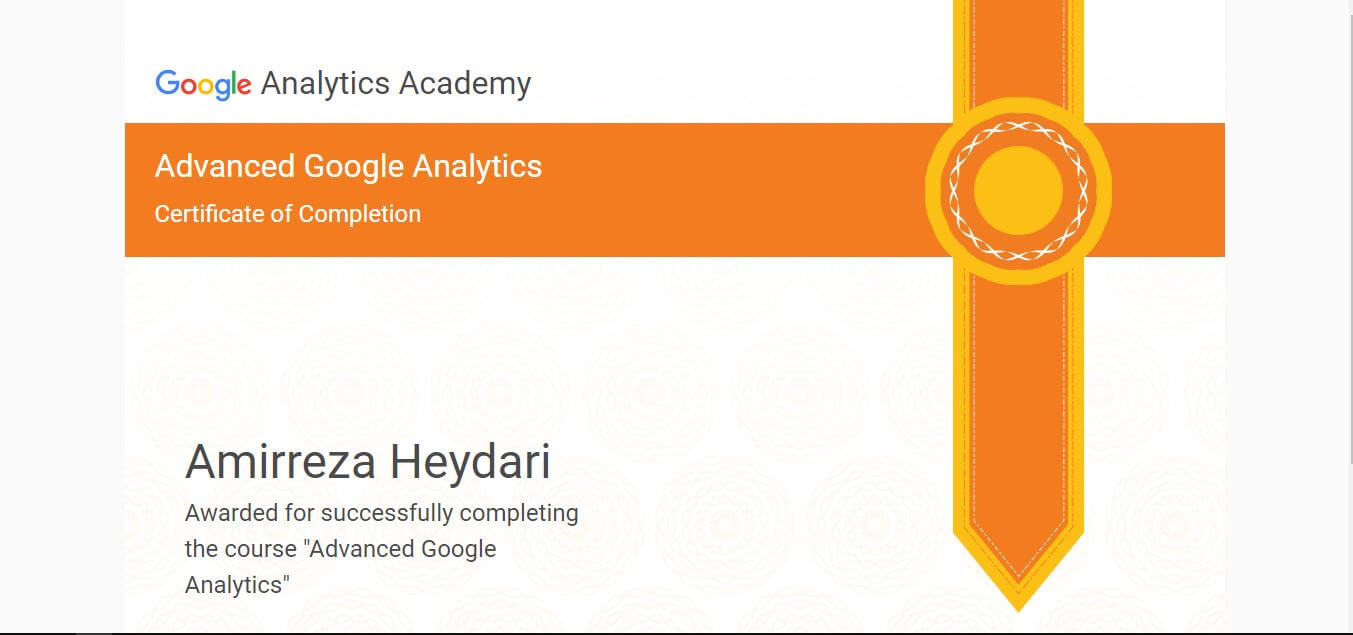 Google Analytics Academy
Advanced Google Analytics
Certificate of Completion
Amirreza Heydari
Awarded for successfully completing
the course "Advanced Google
Analytics"